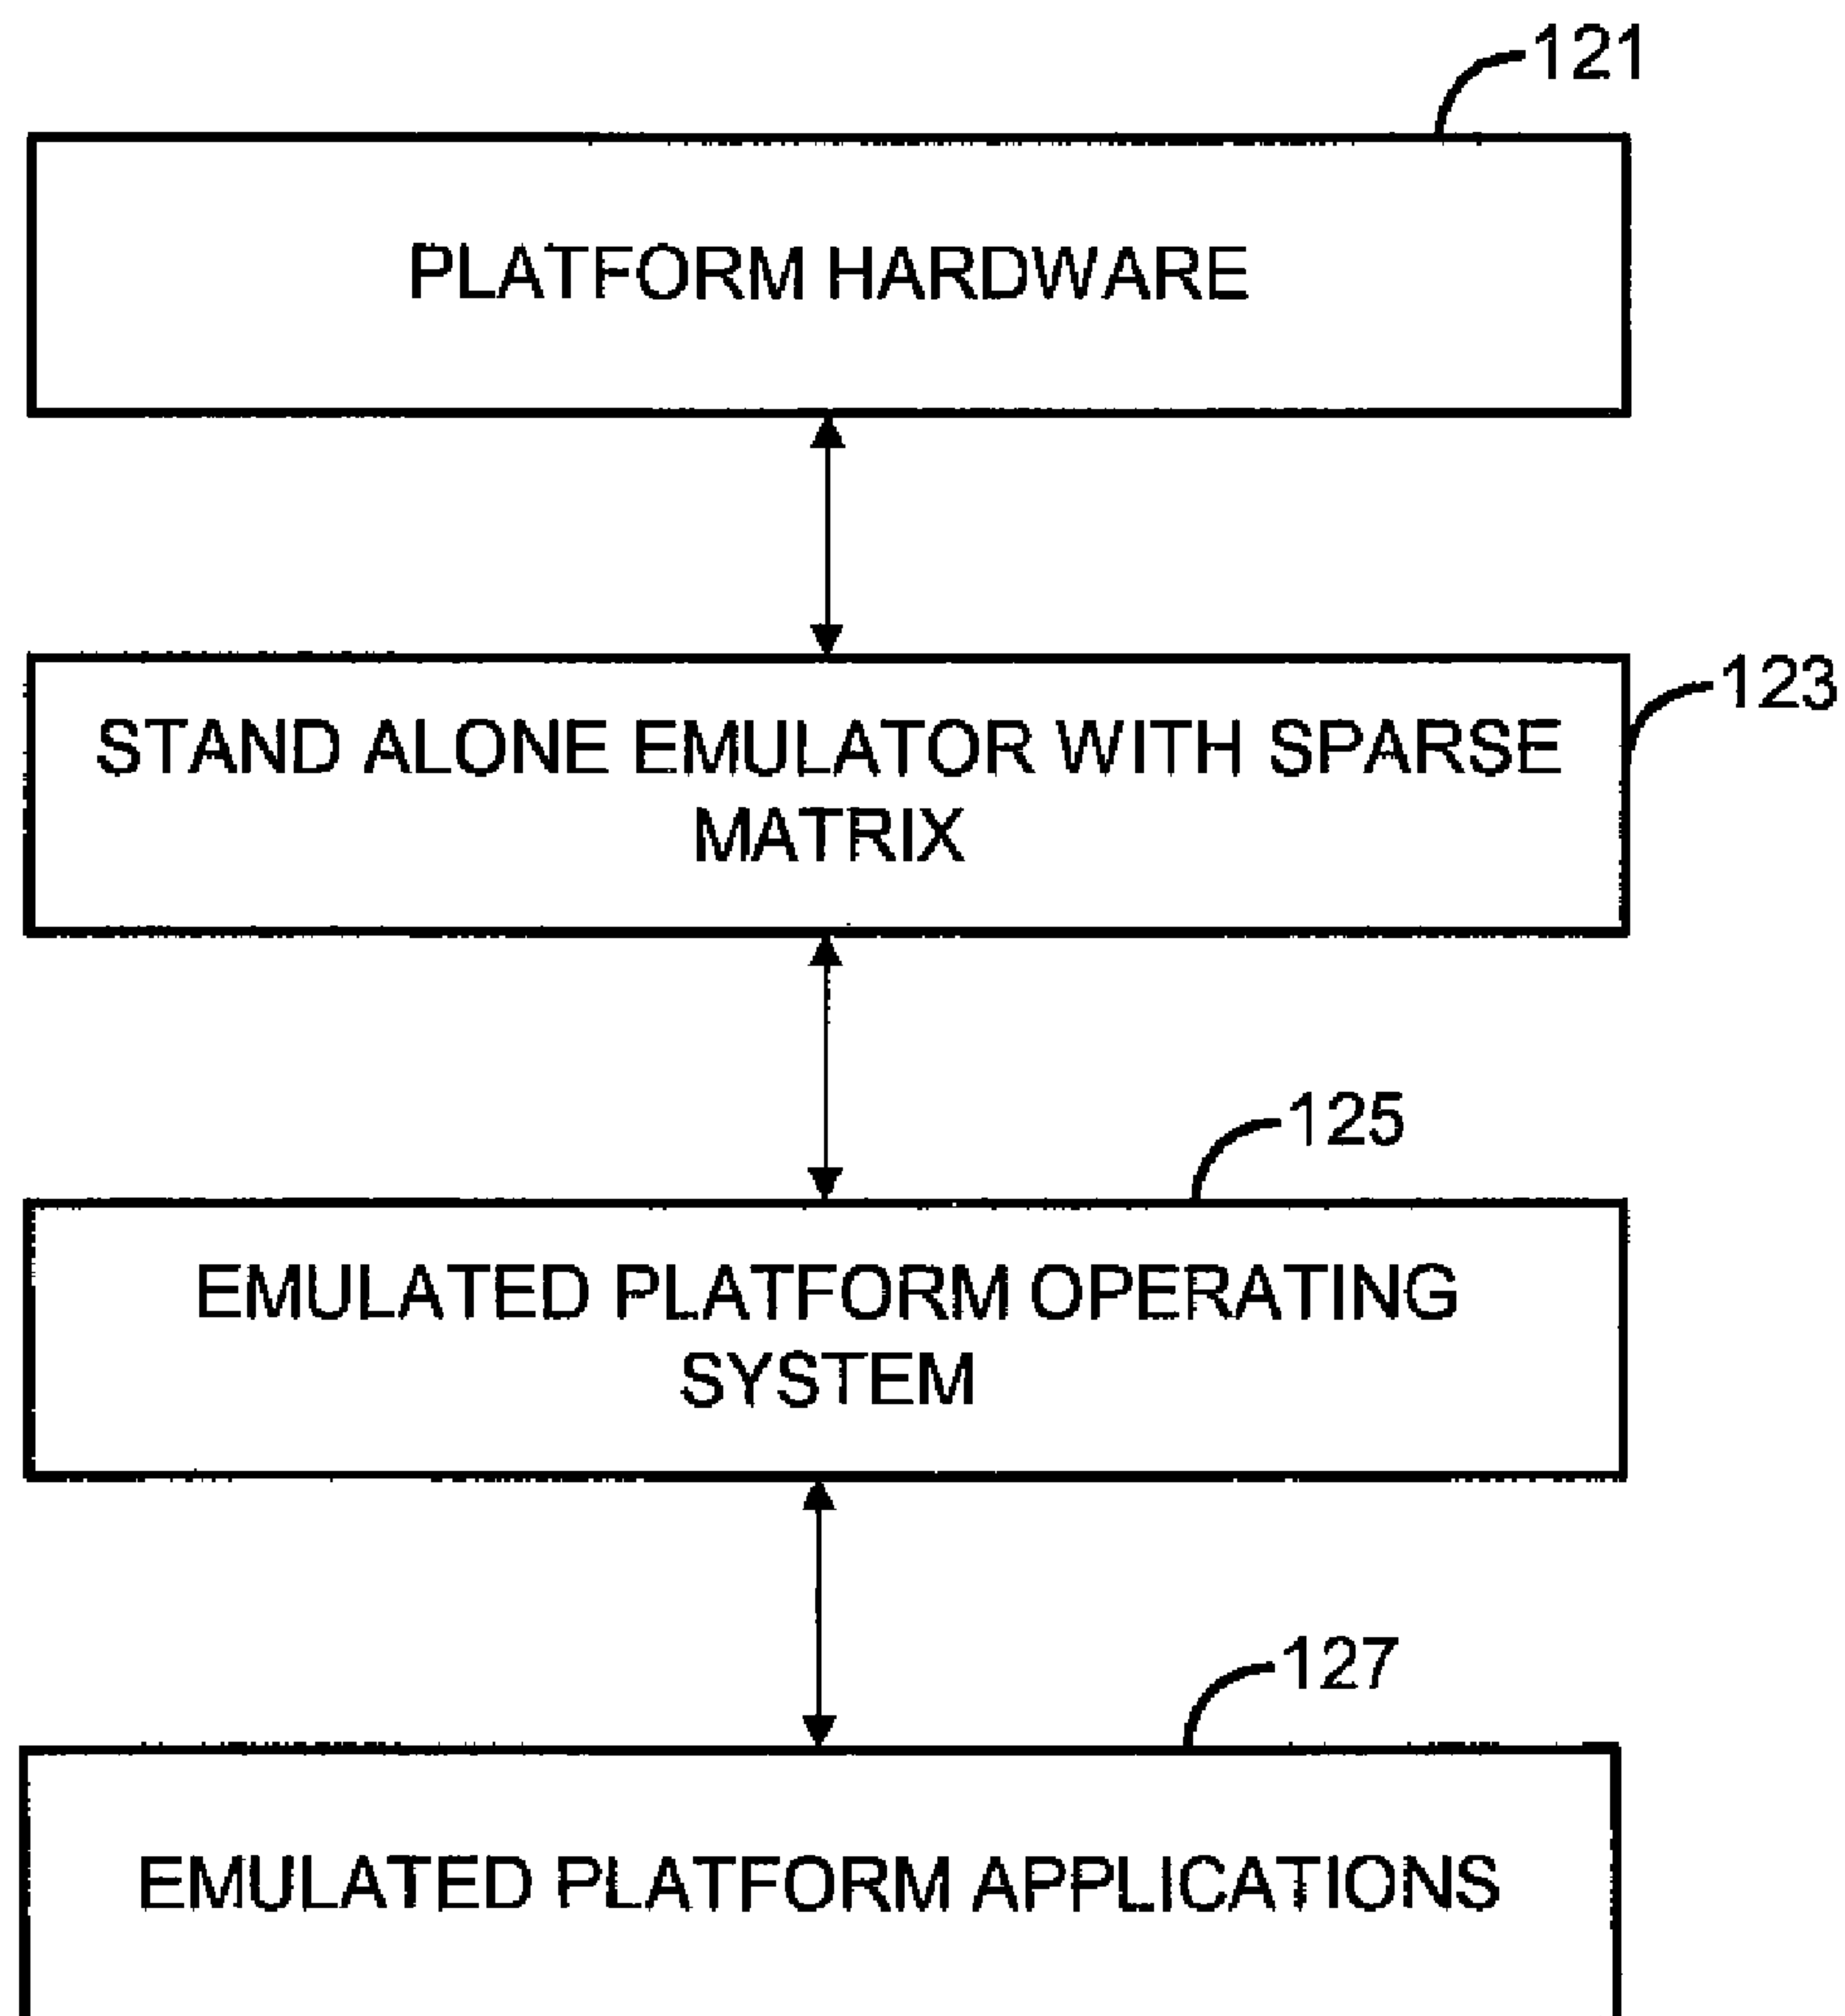 121
PLATFORM HARDWARE
123
STAND ALONE EMULATOR WITH SPARSE
MATRIX
125
EMULATED PLATFORM OPERATING
SYSTEM
127
EMULATED PLATFORM APPLICATIONS